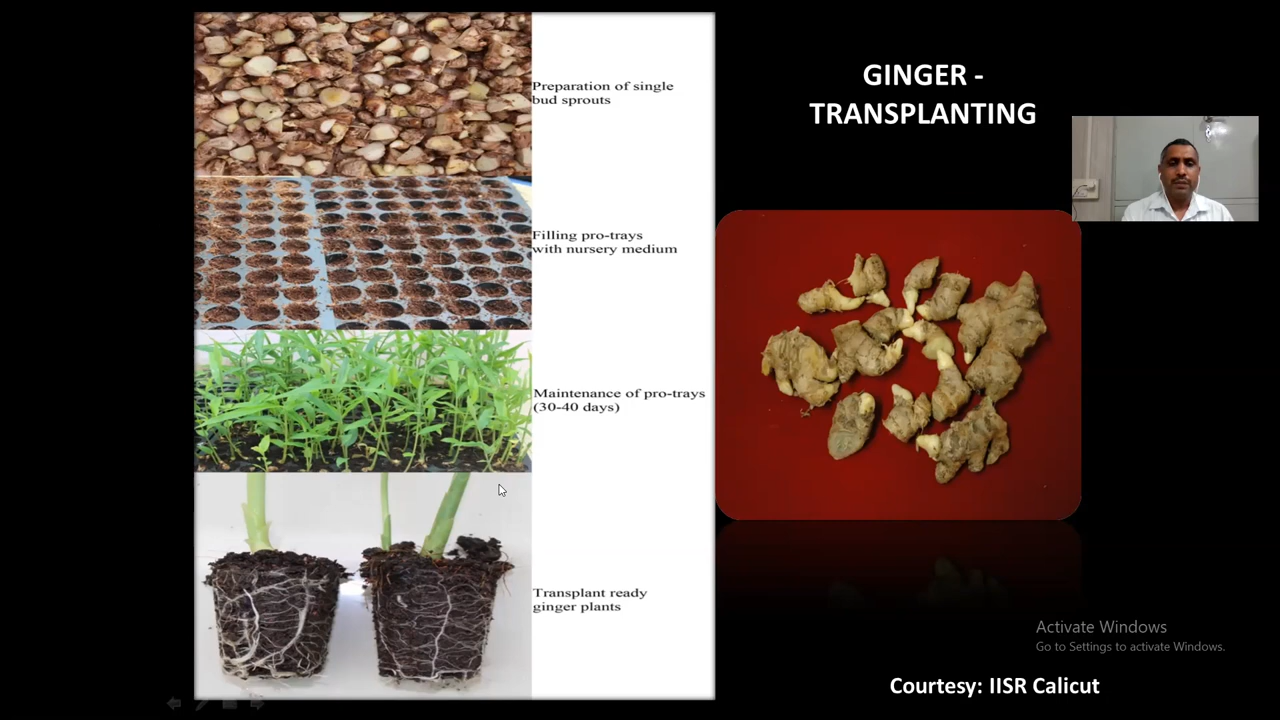 GINGER -
TRANSPLANTING
Preparation of single
bud sprouts
Filling pro-trays
with nursery medium
Maintenance of pro-trays
(30-40 days)
Transplant ready
ginger plants
Activate Windows
Go to Settings to activate Windows.
Courtesy: IISR Calicut